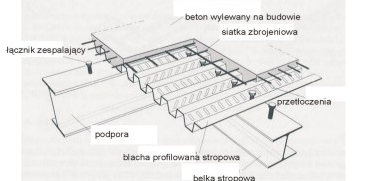 beton wylewany na budowie
siatka zbrojeniowa
łącznik zespalający
przetłoczenia
podpora
blacha profilowana stropowa
belka stropowa